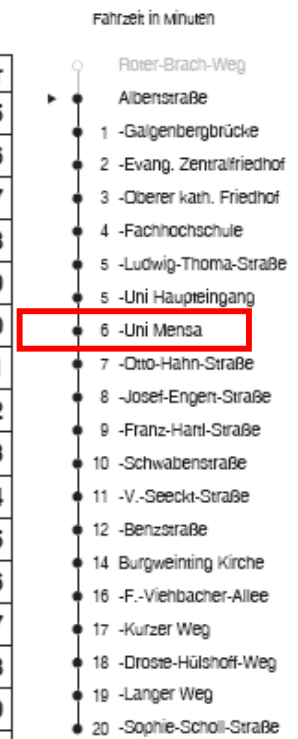 Fahrzeit in Minuten
Roter-Brach-Weg
Albertstraße
1 -Galgenbergbrücke
2 -Evang. Zentralfriedhof
3 -Oberer kath. Friedhof
4 -Fachhochschule
5 -Ludwig-Thoma-Straße
5 -Uni Haupteingang
6 -Uni Mensa
7 -Otto-Hahn-Straße
8 -Josef-Engert-Straße
9 -Franz-Hartl-Straße
10 -Schwabenstraße
11 -V.-Seeckt-Straße
12 -Benzstraße
14 Burgweinting Kirche
16 -F.-Viehbacher-Allee
17 -Kurzer Weg
18 -Droste-Hülshoff-Weg
19 -Langer Weg
20 -Sophie-Scholl-Straße